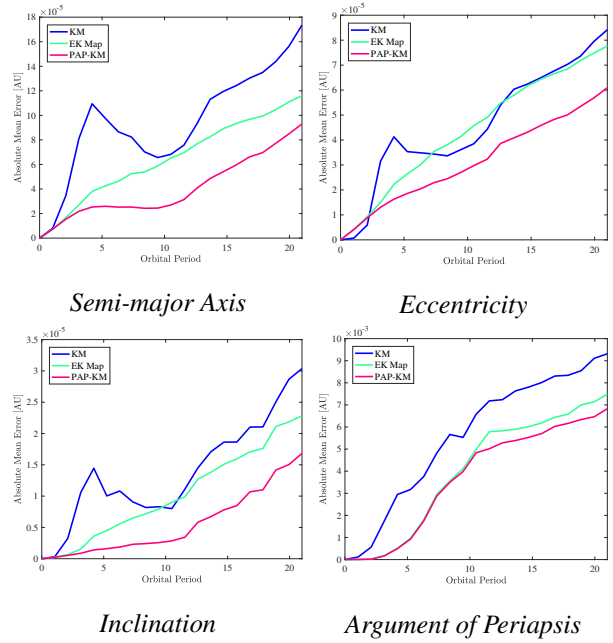 ×10⁻⁵
18
16
14
12
10
8
6
4
2
0
KM
EK Map
PAP-KM
Absolute Mean Error [AU]
0 5 10 15 20
Orbital Period
Semi-major Axis
×10⁻⁵
9
8
7
6
5
4
3
2
1
0
KM
EK Map
PAP-KM
Absolute Mean Error [AU]
0 5 10 15 20
Orbital Period
Eccentricity
×10⁻⁵
3.5
3
2.5
2
1.5
1
0.5
0
KM
EK Map
PAP-KM
Absolute Mean Error [AU]
0 5 10 15 20
Orbital Period
Inclination
×10⁻³
10
9
8
7
6
5
4
3
2
1
0
KM
EK Map
PAP-KM
Absolute Mean Error [AU]
0 5 10 15 20
Orbital Period
Argument of Periapsis